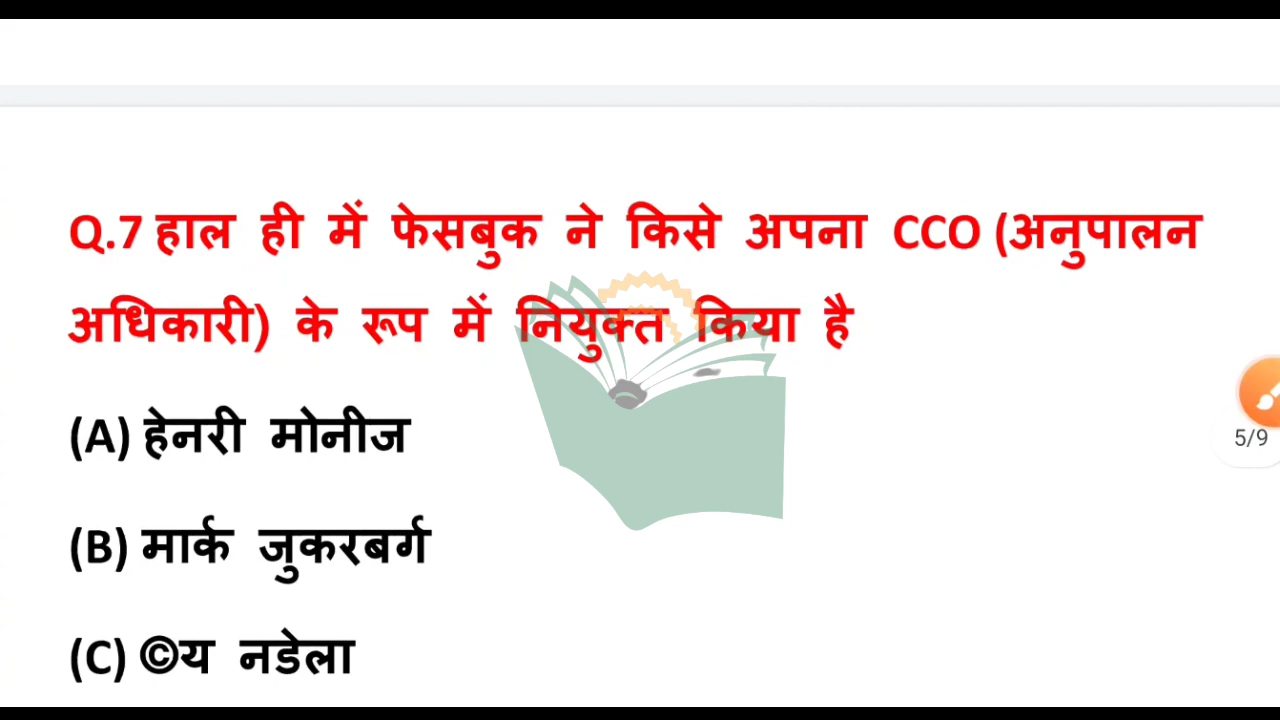 Q.7 हाल ही में फेसबुक ने किसे अपना CCO (अनुपालन
अधिकारी) के रूप में नियुक्त किया है
(A) हेनरी मोनीज
5/9
(B) मार्क जुकरबर्ग
(C) ©य नडेला